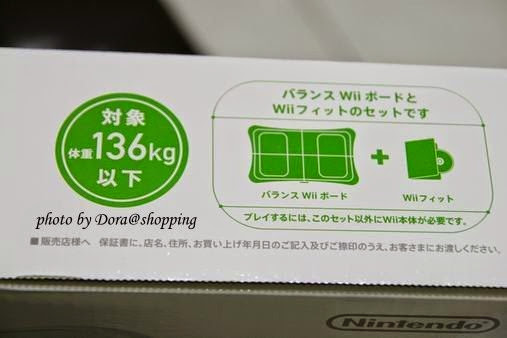 対象
体重136kg
以下
バランス Wii ボードと
Wiiフィットのセットです
+
バランス Wii ボード
Wiiフィット
プレイするには、このセット以外にWii本体が必要です。
photo by Dora@shopping
■販売店様へ 保証書に、店名、住所、お買い上げ年月日のご記入及びご捺印のうえ、お客さまにお渡しください。
Nintendo